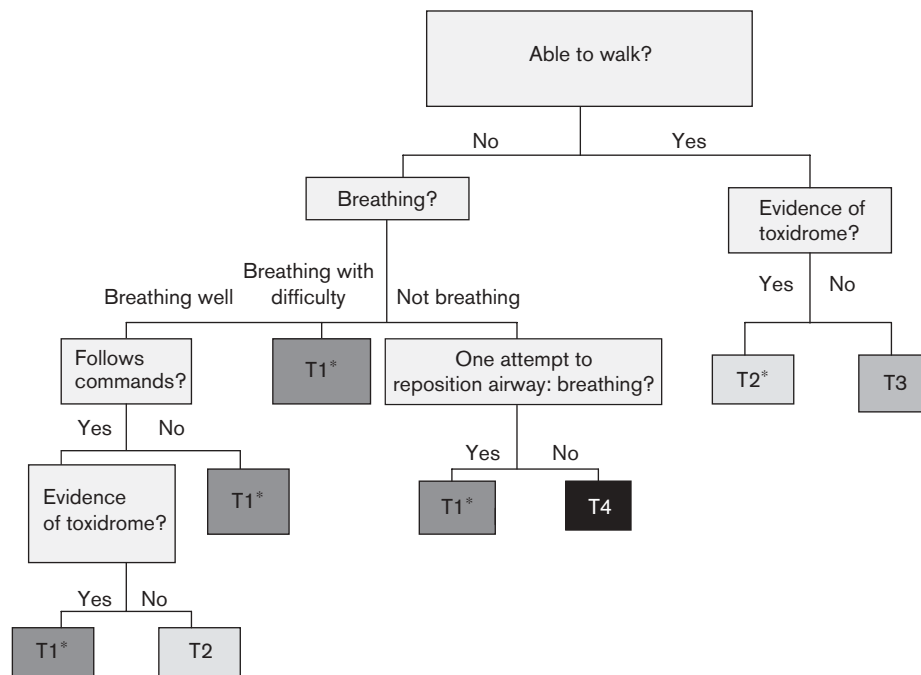 Able to walk?
No
Yes
Breathing?
Evidence of
toxidrome?
Breathing well
Breathing with
difficulty
Not breathing
Yes
No
Follows
commands?
T1*
One attempt to
reposition airway: breathing?
T2*
T3
Yes
No
Yes
No
Evidence
of toxidrome?
T1*
T1*
T4
Yes
No
T1*
T2